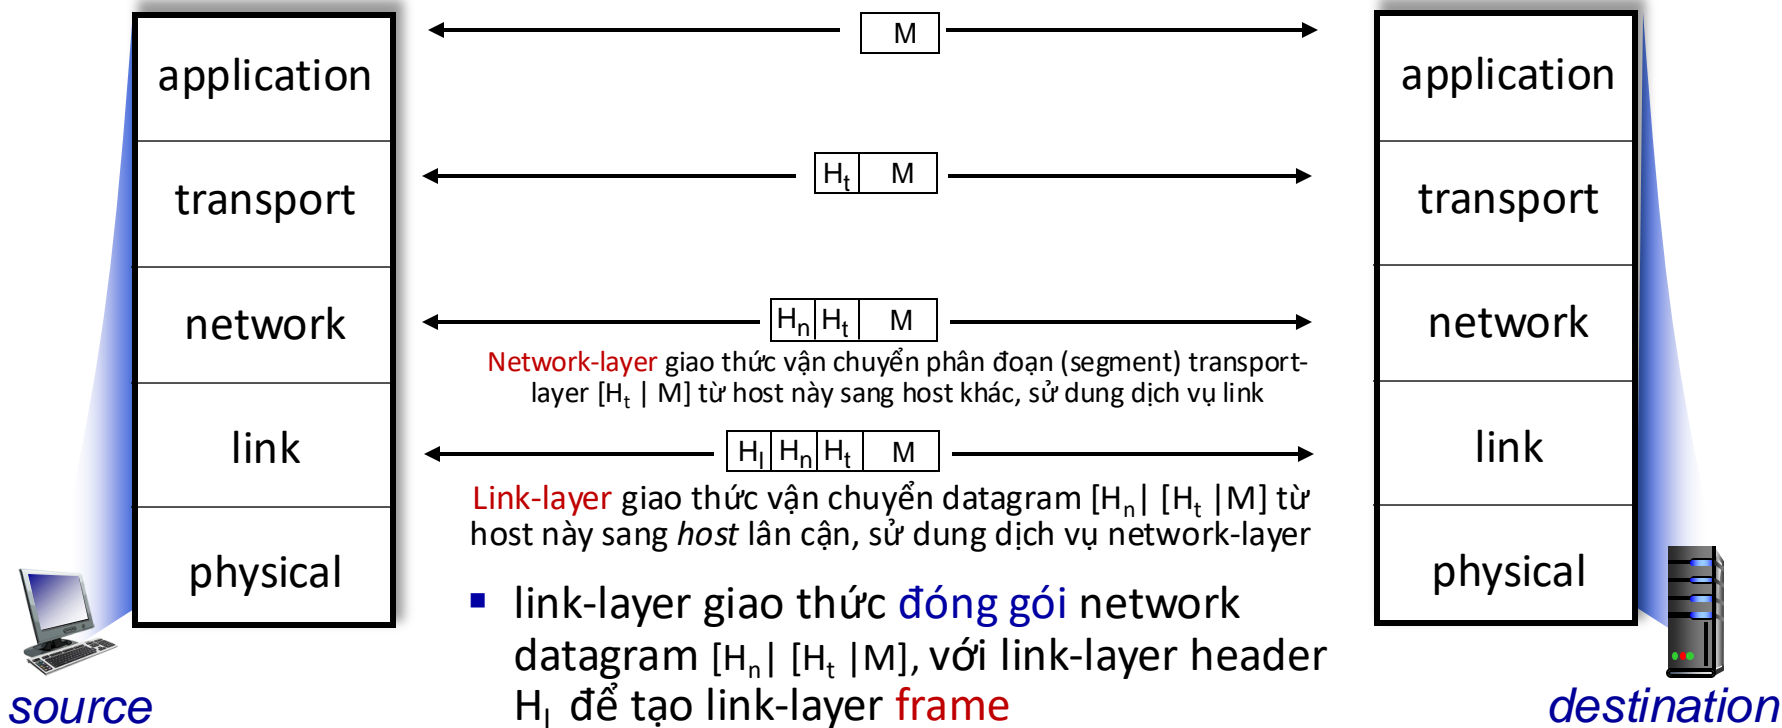 application
transport
network
link
physical
source
M
Ht M
Hn Ht M
Network-layer giao thức vận chuyển phân đoạn (segment) transport-
layer [Ht | M] từ host này sang host khác, sử dung dịch vụ link
Hl Hn Ht M
Link-layer giao thức vận chuyển datagram [Hn| [Ht |M] từ
host này sang host lân cận, sử dung dịch vụ network-layer
▪ link-layer giao thức đóng gói network
datagram [Hn| [Ht |M], với link-layer header
Hl để tạo link-layer frame
application
transport
network
link
physical
destination